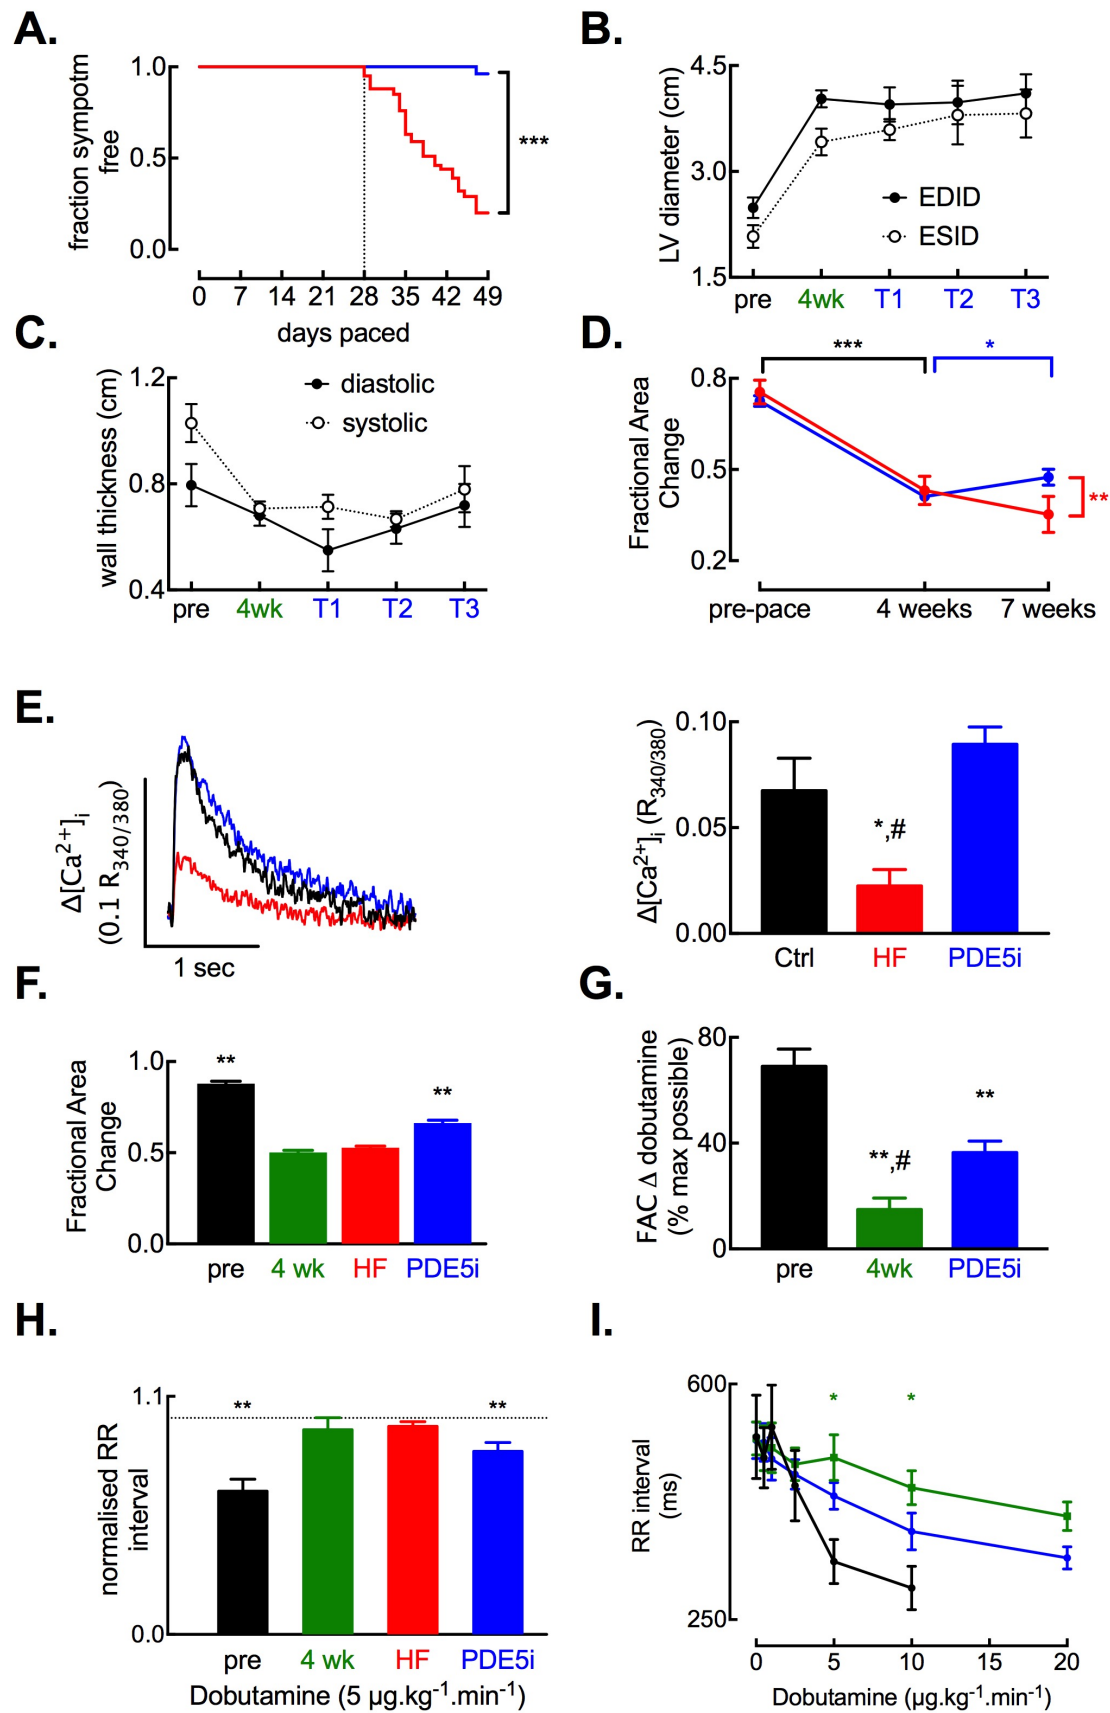 A.
fraction sympotm
free
1.0
0.5
0.0
***
0 7 14 21 28 35 42 49
days paced
B.
LV diameter (cm)
4.5
3.0
1.5
EDID
ESID
pre 4wk T1 T2 T3
C.
wall thickness (cm)
1.2
0.8
0.4
diastolic
systolic
pre 4wk T1 T2 T3
D.
Fractional Area
Change
0.8
0.5
0.2
***
*
**
pre-pace 4 weeks 7 weeks
E.
Δ[Ca²⁺]ᵢ
(0.1 R₃₄₀/₃₈₀)
1 sec
Δ[Ca²⁺]ᵢ (R₃₄₀/₃₈₀)
0.10
0.05
0.00
*,#
Ctrl HF PDE5i
F.
Fractional Area
Change
1.0
0.5
0.0
**
**
pre 4 wk HF PDE5i
G.
FAC Δ dobutamine
(% max possible)
80
40
0
**,#
**
pre 4wk PDE5i
H.
normalised RR
interval
1.1
0.0
**
**
pre 4 wk HF PDE5i
Dobutamine (5 µg.kg⁻¹.min⁻¹)
I.
RR interval
(ms)
600
250
*
*
0 5 10 15 20
Dobutamine (µg.kg⁻¹.min⁻¹)